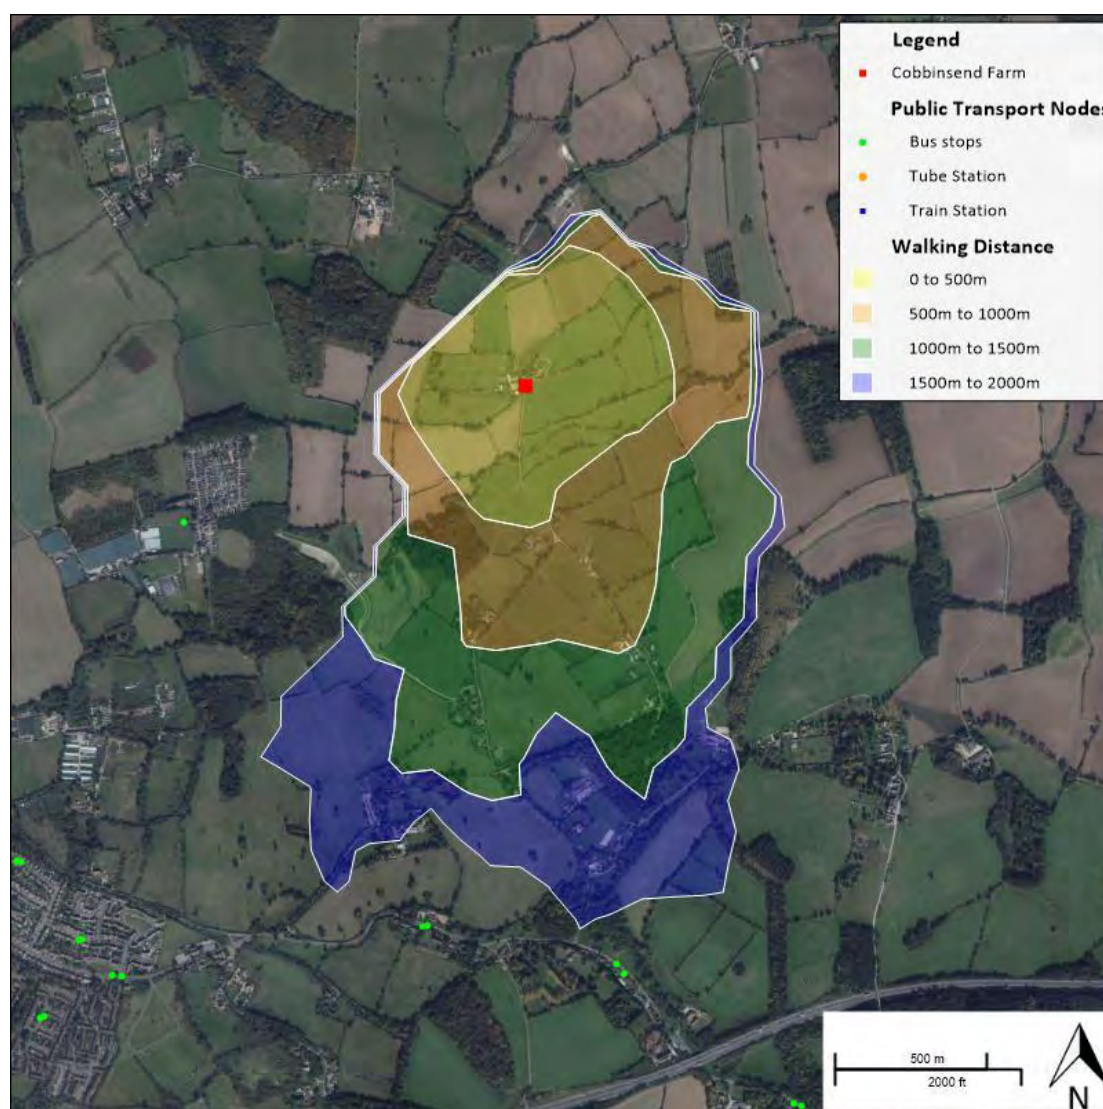 Legend
Cobbinsend Farm
Public Transport Nodes
Bus stops
Tube Station
Train Station
Walking Distance
0 to 500m
500m to 1000m
1000m to 1500m
1500m to 2000m
500 m
2000 ft
N